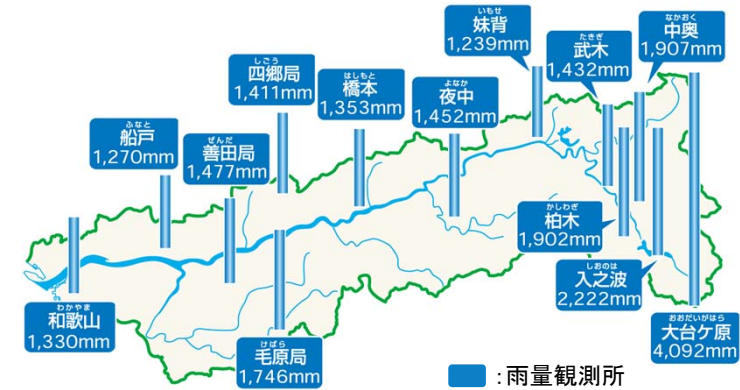 いもせ
妹背
1,239mm
たきぎ
武木
1,432mm
なかおく
中奥
1,907mm
しごう
四郷局
1,411mm
はしもと
橋本
1,353mm
よなか
夜中
1,452mm
ふなと
船戸
1,270mm
ぜんだ
善田局
1,477mm
かしわぎ
柏木
1,902mm
しおのは
入之波
2,222mm
わかやま
和歌山
1,330mm
けばら
毛原局
1,746mm
おおだいがはら
大台ケ原
4,092mm
:雨量観測所